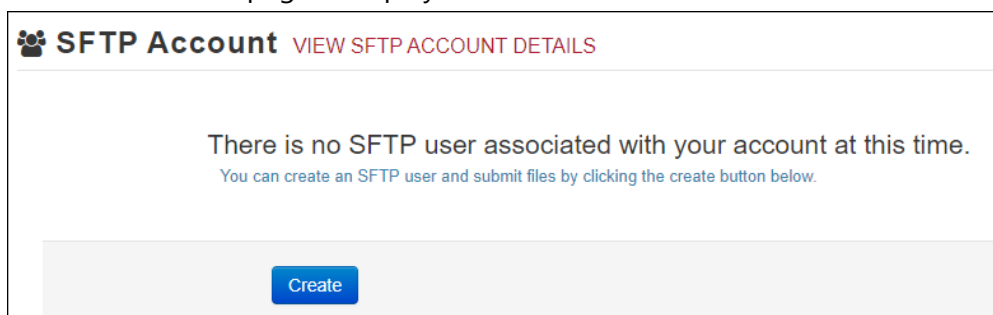 SFTP Account VIEW SFTP ACCOUNT DETAILS
There is no SFTP user associated with your account at this time.
You can create an SFTP user and submit files by clicking the create button below.
Create